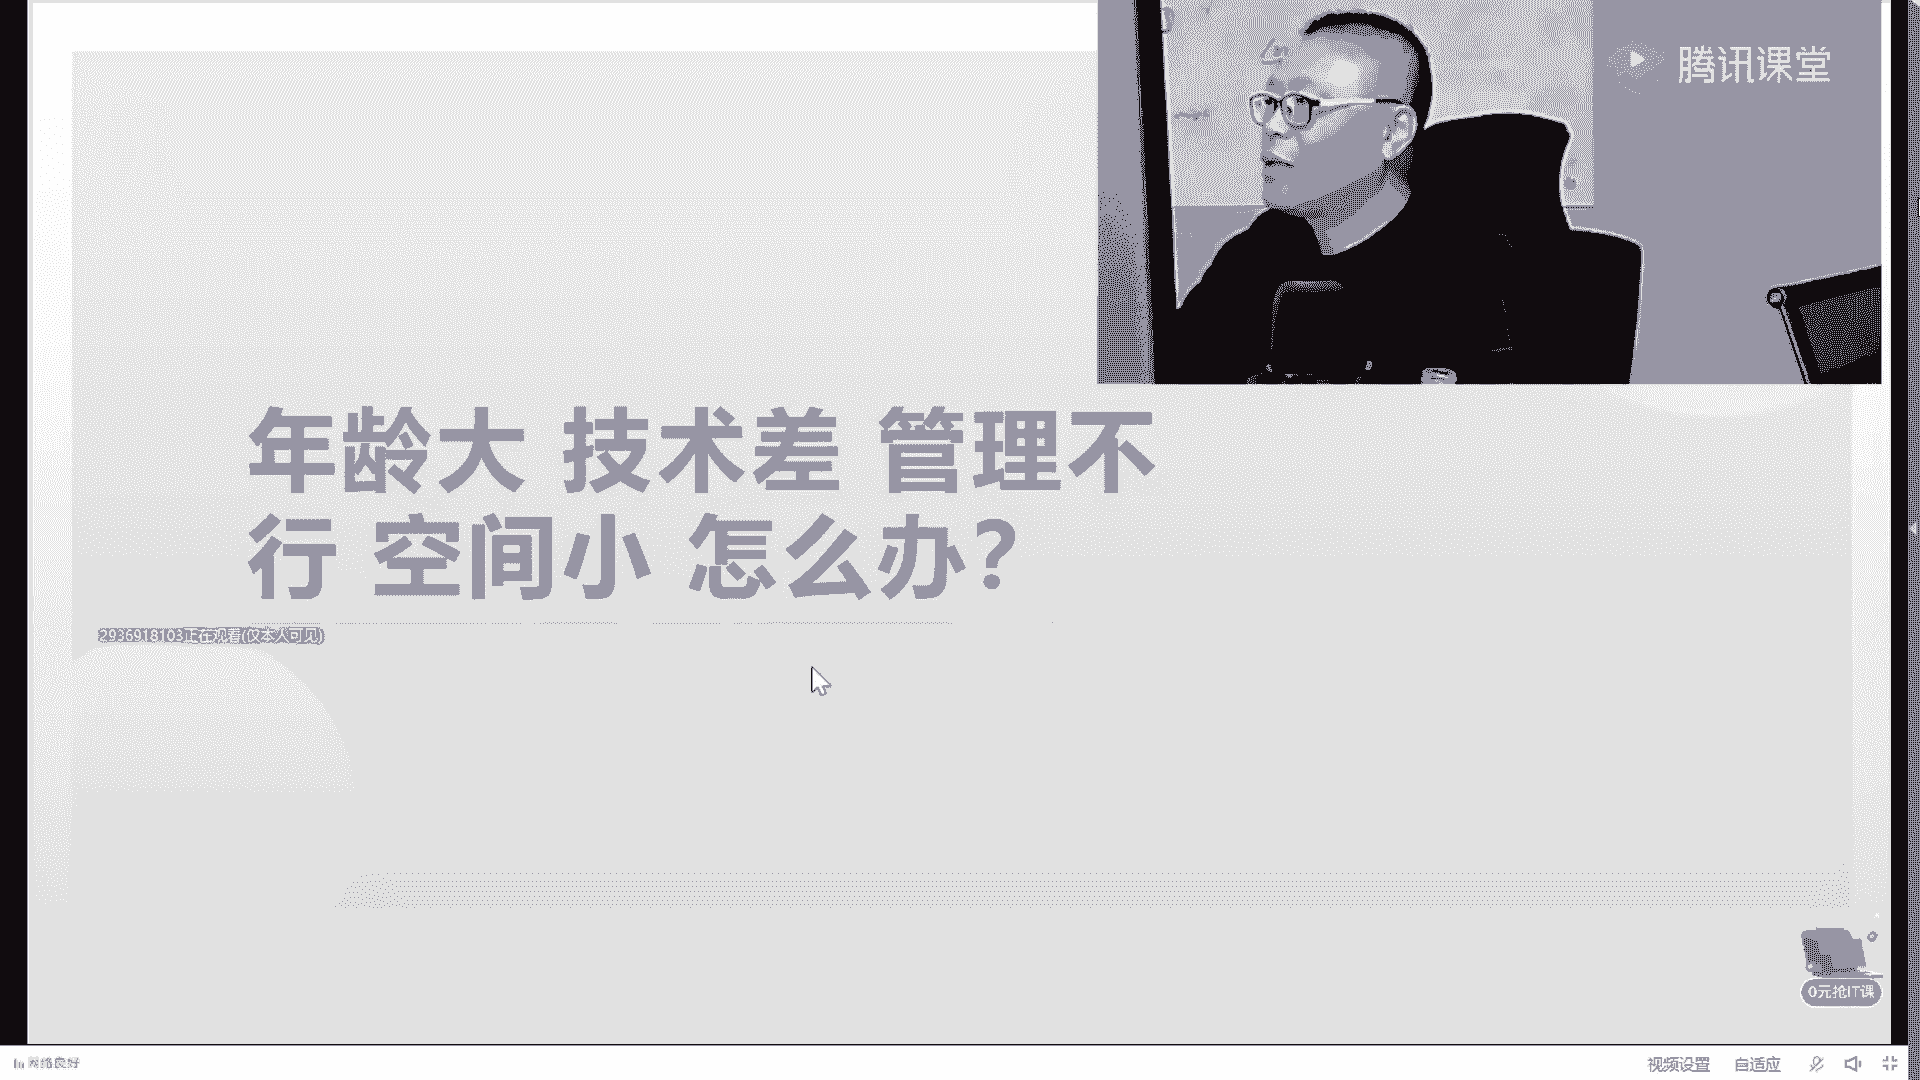 腾讯课堂
年龄大 技术差 管理不
行 空间小 怎么办?
2936918103正在观看(仅本人可见)
0元抢IT课
网络良好
视频设置 自适应